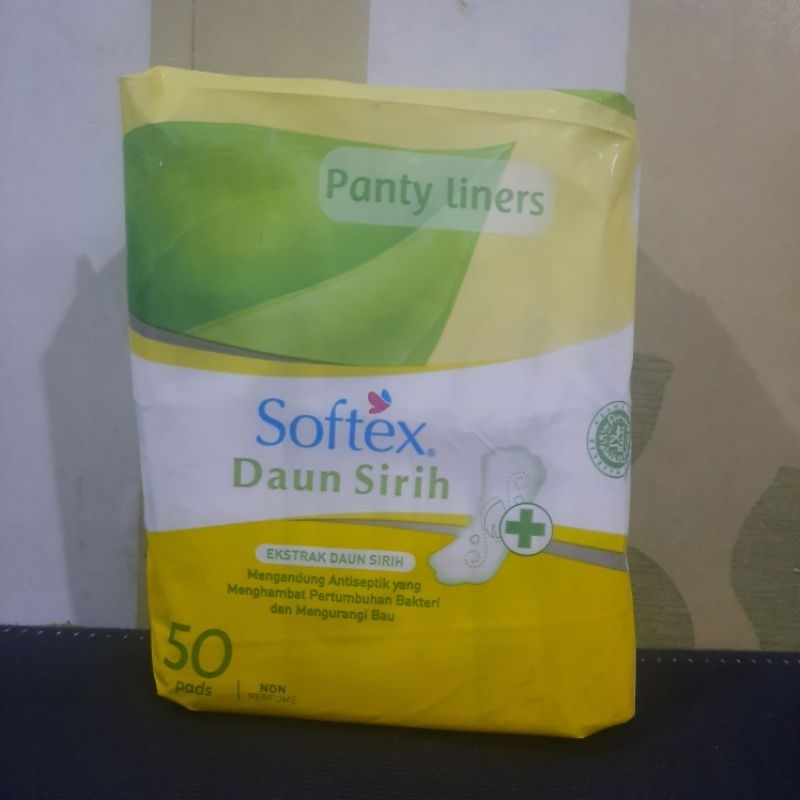 Panty liners
Softex®
Daun Sirih
EKSTRAK DAUN SIRIH
Mengandung Antiseptik yang
Menghambat Pertumbuhan Bakteri
dan Mengurangi Bau
50
pads
NON
PERFUME